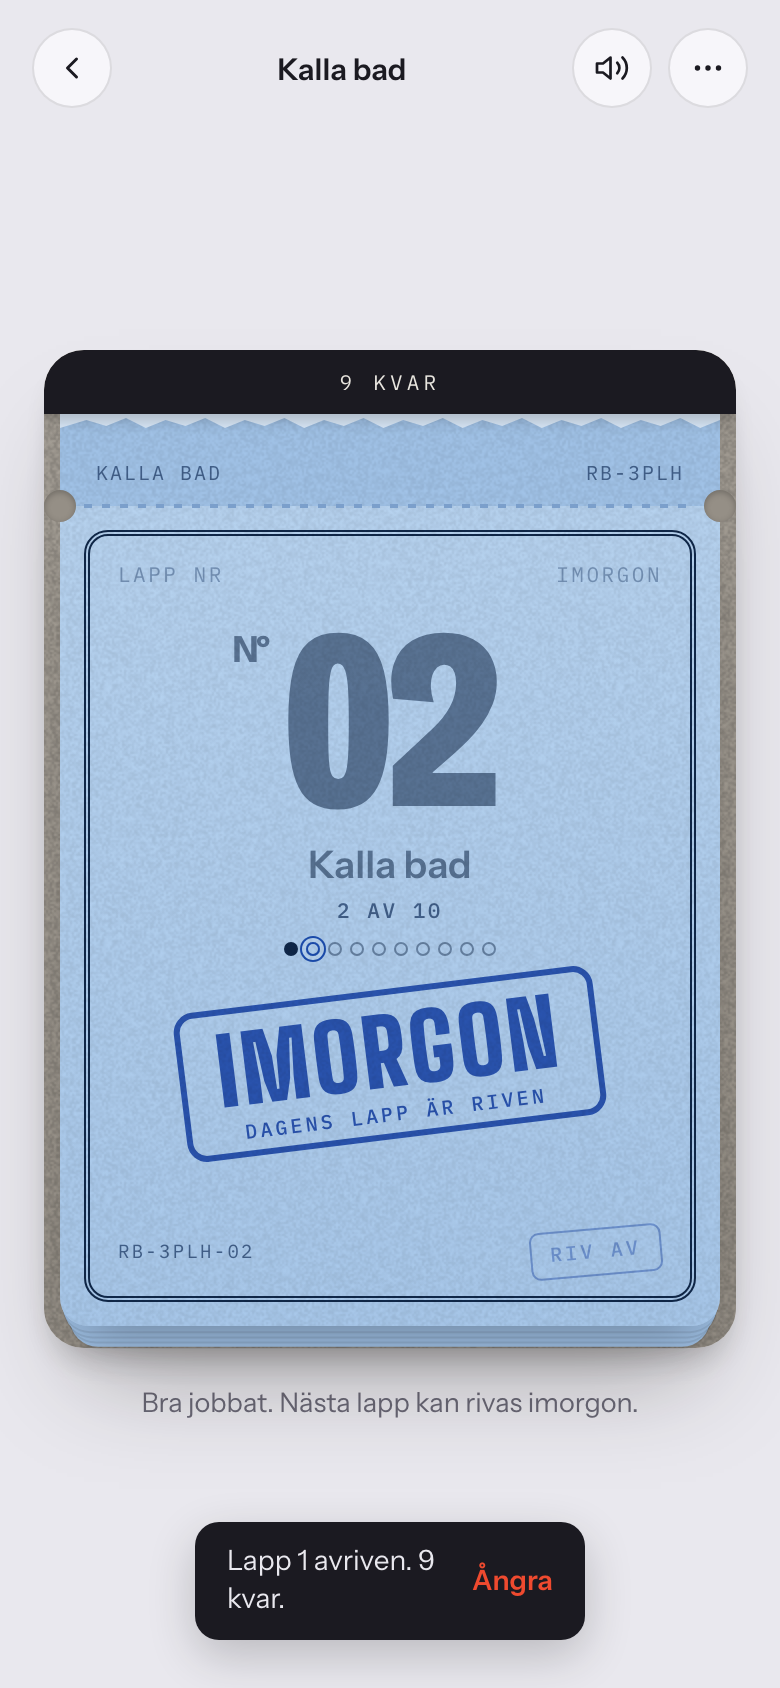 Kalla bad
9 KVAR
KALLA BAD RB-3PLH
LAPP NR IMORGON
Nº 02
Kalla bad
2 AV 10
IMORGON
DAGENS LAPP ÄR RIVEN
RB-3PLH-02 RIV AV
Bra jobbat. Nästa lapp kan rivas imorgon.
Lapp 1 avriven. 9
kvar.
Ångra